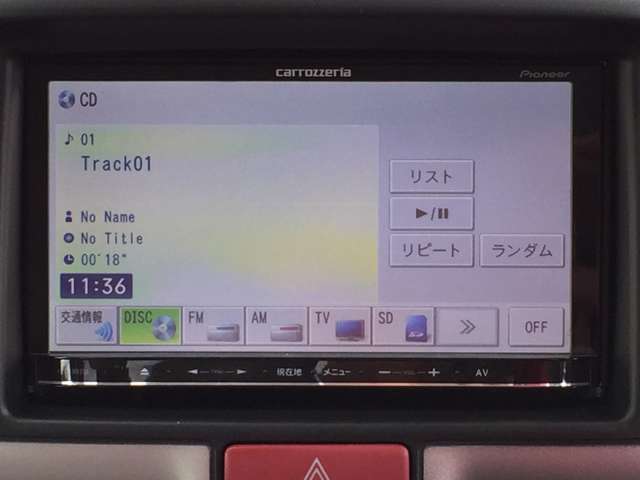 carrozzeria
Pioneer
CD
01
Track01
リスト
►/II
No Name
No Title
リピート
ランダム
00'18"
11:36
交通情報
DISC
FM
AM
TV
SD
≫
OFF
現在地
メニュー
− VOL +
AV